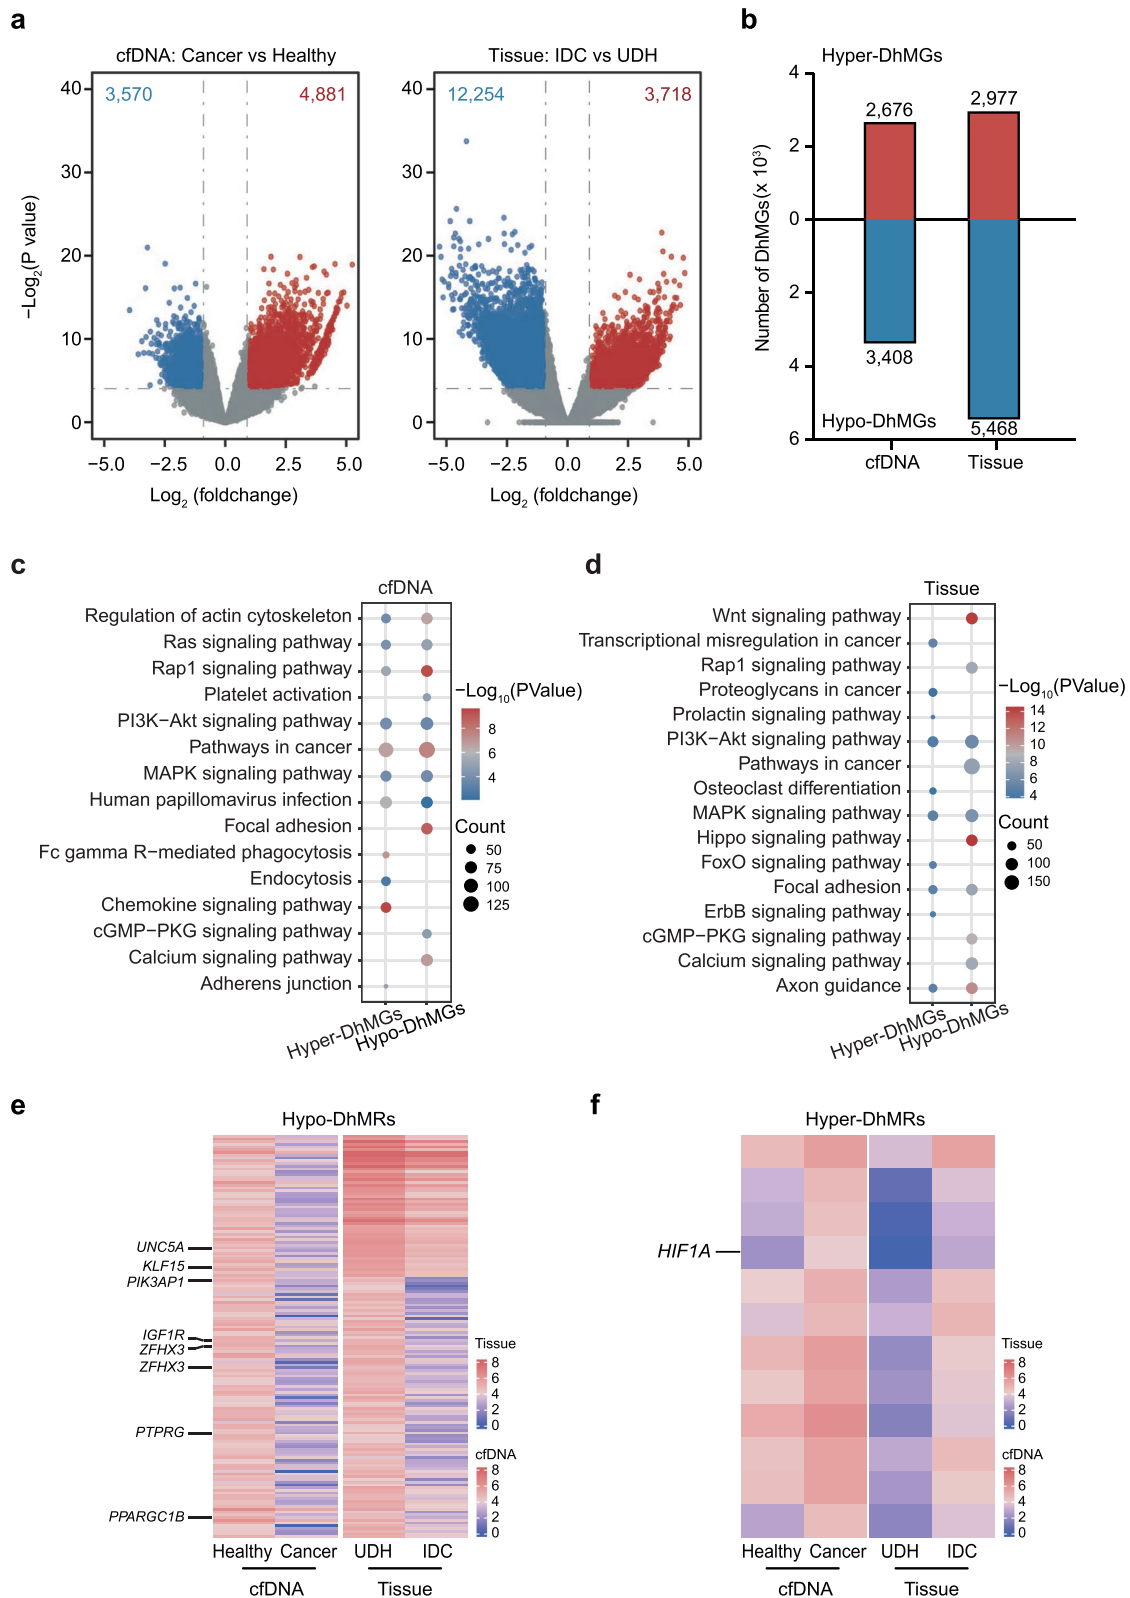 a
cfDNA: Cancer vs Healthy
Tissue: IDC vs UDH
3,570
4,881
12,254
3,718
40
30
20
10
0
40
30
20
10
0
−Log2(P value)
−5.0
−2.5
0.0
2.5
5.0
−5.0
−2.5
0.0
2.5
5.0
Log2 (foldchange)
Log2 (foldchange)
b
Hyper-DhMGs
4
2
0
2
4
6
Number of DhMGs(x 10³)
2,676
2,977
3,408
5,468
Hypo-DhMGs
cfDNA
Tissue
c
cfDNA
Regulation of actin cytoskeleton
Ras signaling pathway
Rap1 signaling pathway
Platelet activation
PI3K−Akt signaling pathway
Pathways in cancer
MAPK signaling pathway
Human papillomavirus infection
Focal adhesion
Fc gamma R−mediated phagocytosis
Endocytosis
Chemokine signaling pathway
cGMP−PKG signaling pathway
Calcium signaling pathway
Adherens junction
Hyper-DhMGs
Hypo-DhMGs
−Log10(PValue)
8
6
4
Count
50
75
100
125
d
Tissue
Wnt signaling pathway
Transcriptional misregulation in cancer
Rap1 signaling pathway
Proteoglycans in cancer
Prolactin signaling pathway
PI3K−Akt signaling pathway
Pathways in cancer
Osteoclast differentiation
MAPK signaling pathway
Hippo signaling pathway
FoxO signaling pathway
Focal adhesion
ErbB signaling pathway
cGMP−PKG signaling pathway
Calcium signaling pathway
Axon guidance
Hyper-DhMGs
Hypo-DhMGs
−Log10(PValue)
14
12
10
8
6
4
Count
50
100
150
e
Hypo-DhMRs
UNC5A
KLF15
PIK3AP1
IGF1R
ZFHX3
ZFHX3
PTPRG
PPARGC1B
Tissue
8
6
4
2
0
cfDNA
8
6
4
2
0
Healthy
Cancer
UDH
IDC
cfDNA
Tissue
f
Hyper-DhMRs
HIF1A
Tissue
8
6
4
2
0
cfDNA
8
6
4
2
0
Healthy
Cancer
UDH
IDC
cfDNA
Tissue